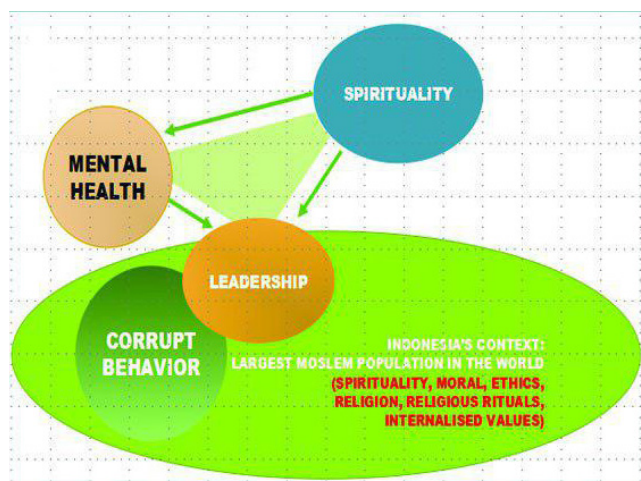 SPIRITUALITY
MENTAL
HEALTH
LEADERSHIP
CORRUPT
BEHAVIOR
INDONESIA'S CONTEXT:
LARGEST MOSLEM POPULATION IN THE WORLD
(SPIRITUALITY, MORAL, ETHICS,
RELIGION, RELIGIOUS RITUALS,
INTERNALISED VALUES)